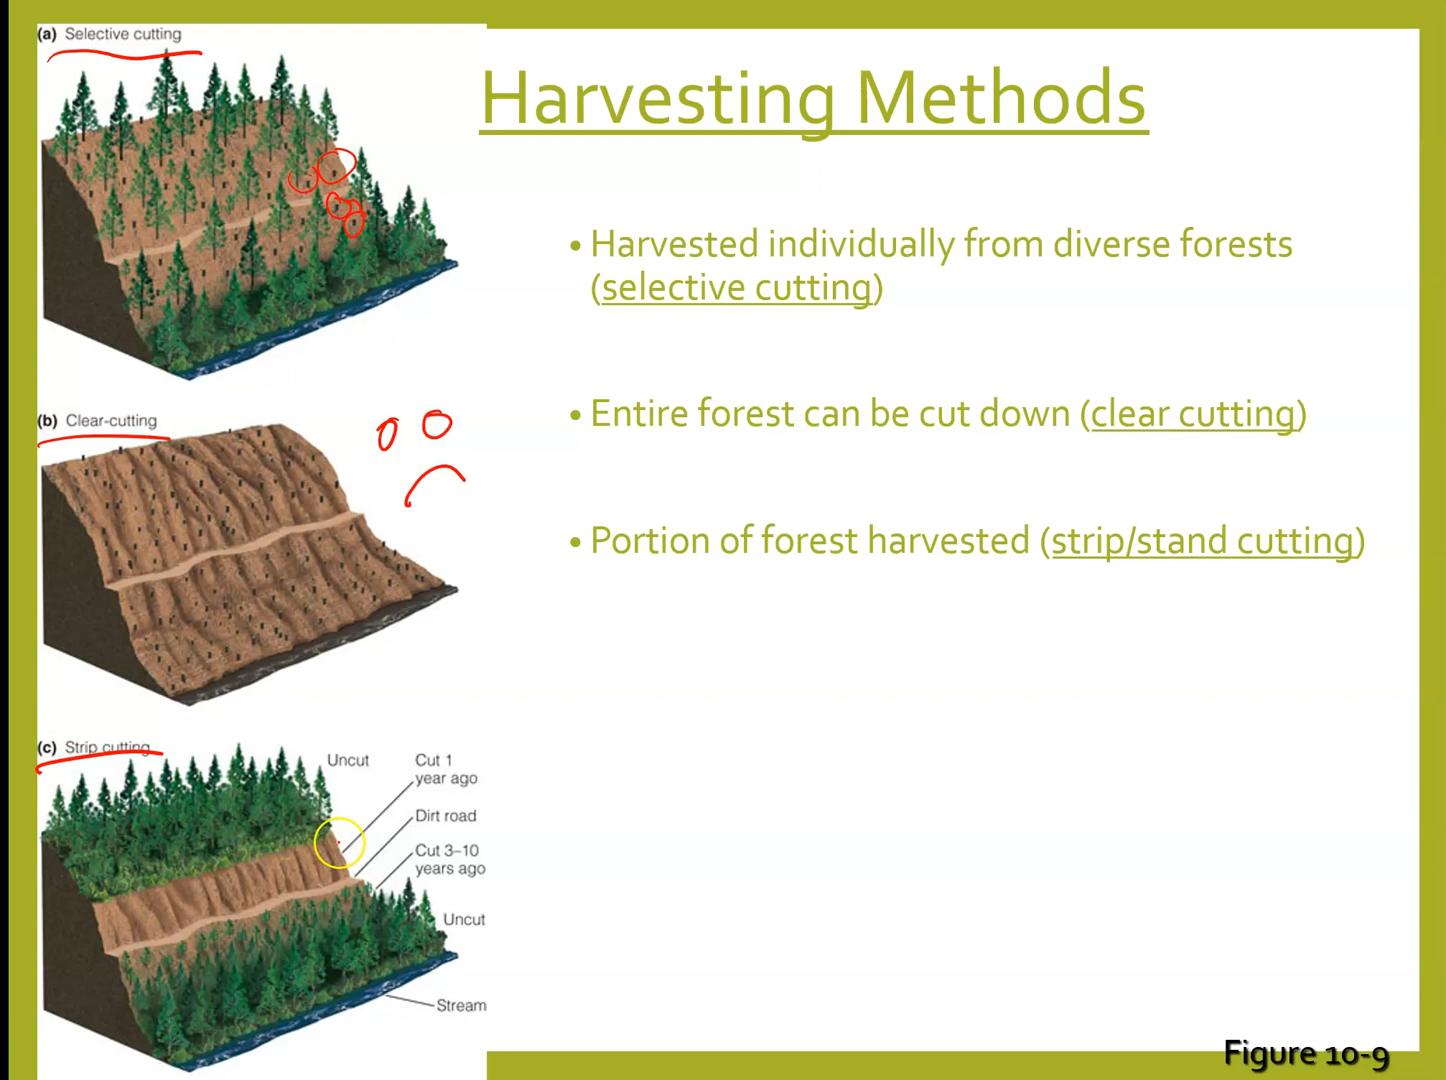 (a) Selective cutting
Harvesting Methods
• Harvested individually from diverse forests
(selective cutting)
(b) Clear-cutting
• Entire forest can be cut down (clear cutting)
• Portion of forest harvested (strip/stand cutting)
(c) Strip cutting
Uncut
Cut 1
year ago
Dirt road
Cut 3–10
years ago
Uncut
Stream
Figure 10-9